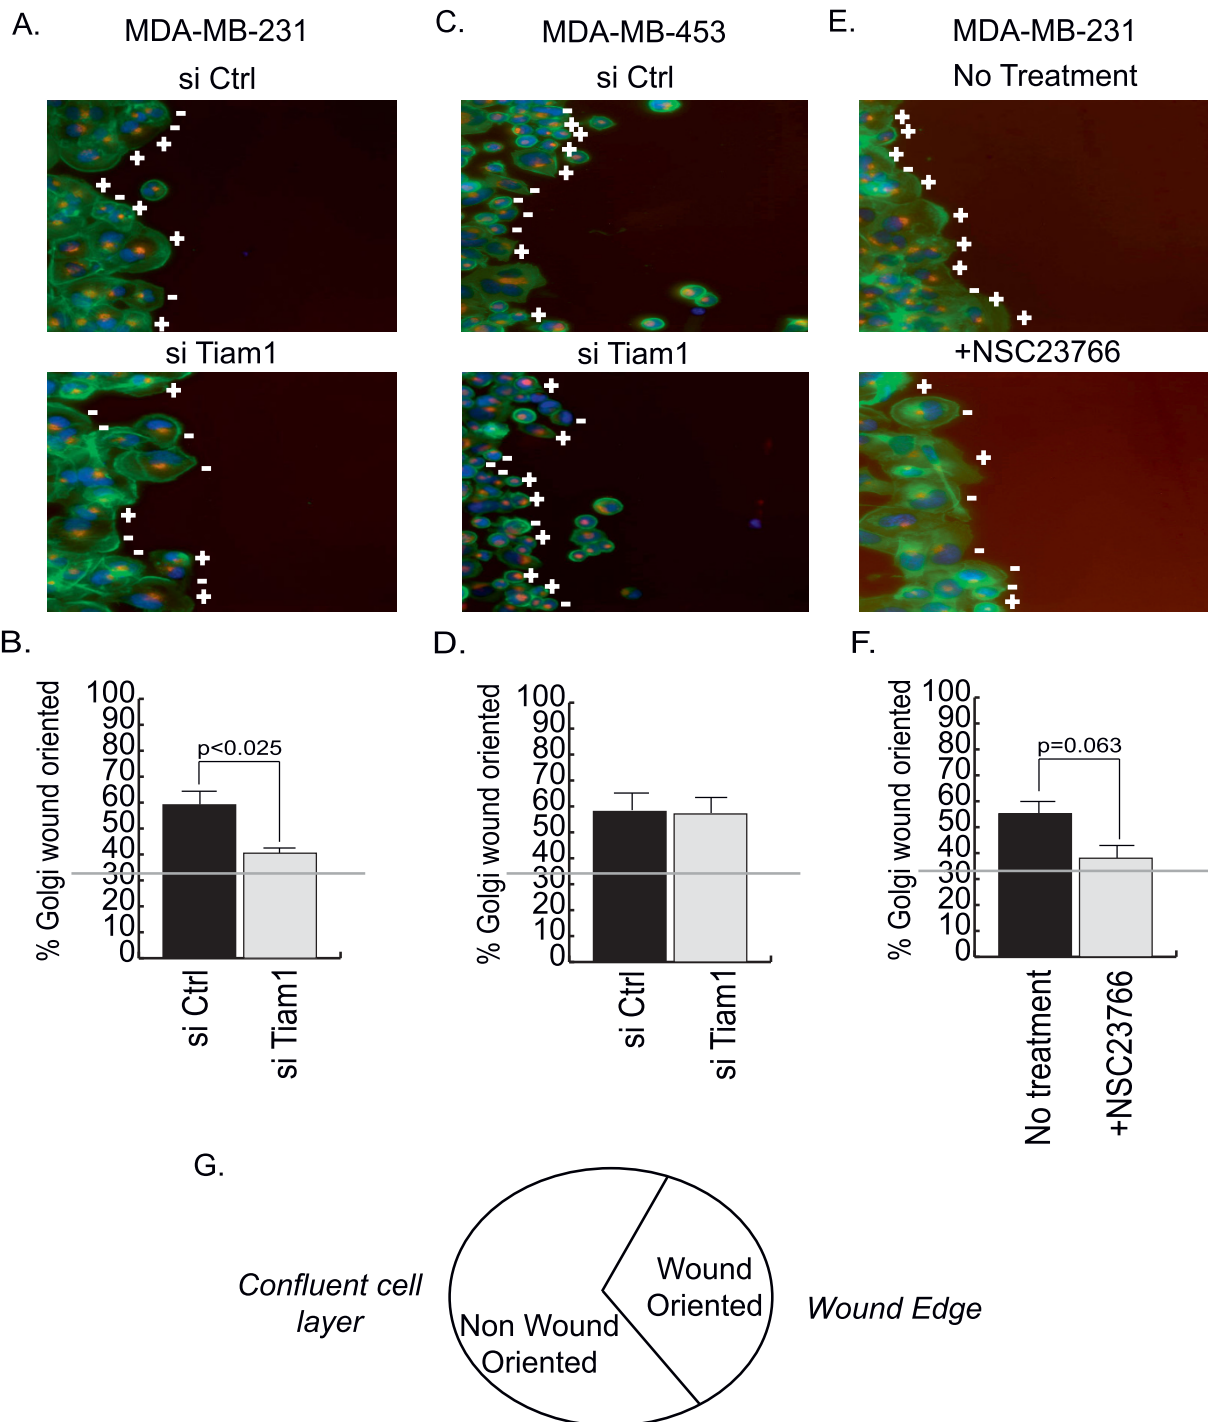 A.
MDA-MB-231
si Ctrl
si Tiam1
C.
MDA-MB-453
si Ctrl
si Tiam1
E.
MDA-MB-231
No Treatment
+NSC23766
B.
% Golgi wound oriented
100
90
80
70
60
50
40
30
20
10
0
p<0.025
si Ctrl
si Tiam1
D.
% Golgi wound oriented
100
90
80
70
60
50
40
30
20
10
0
si Ctrl
si Tiam1
F.
% Golgi wound oriented
100
90
80
70
60
50
40
30
20
10
0
p=0.063
No treatment
+NSC23766
G.
Confluent cell
layer
Non Wound
Oriented
Wound
Oriented
Wound Edge